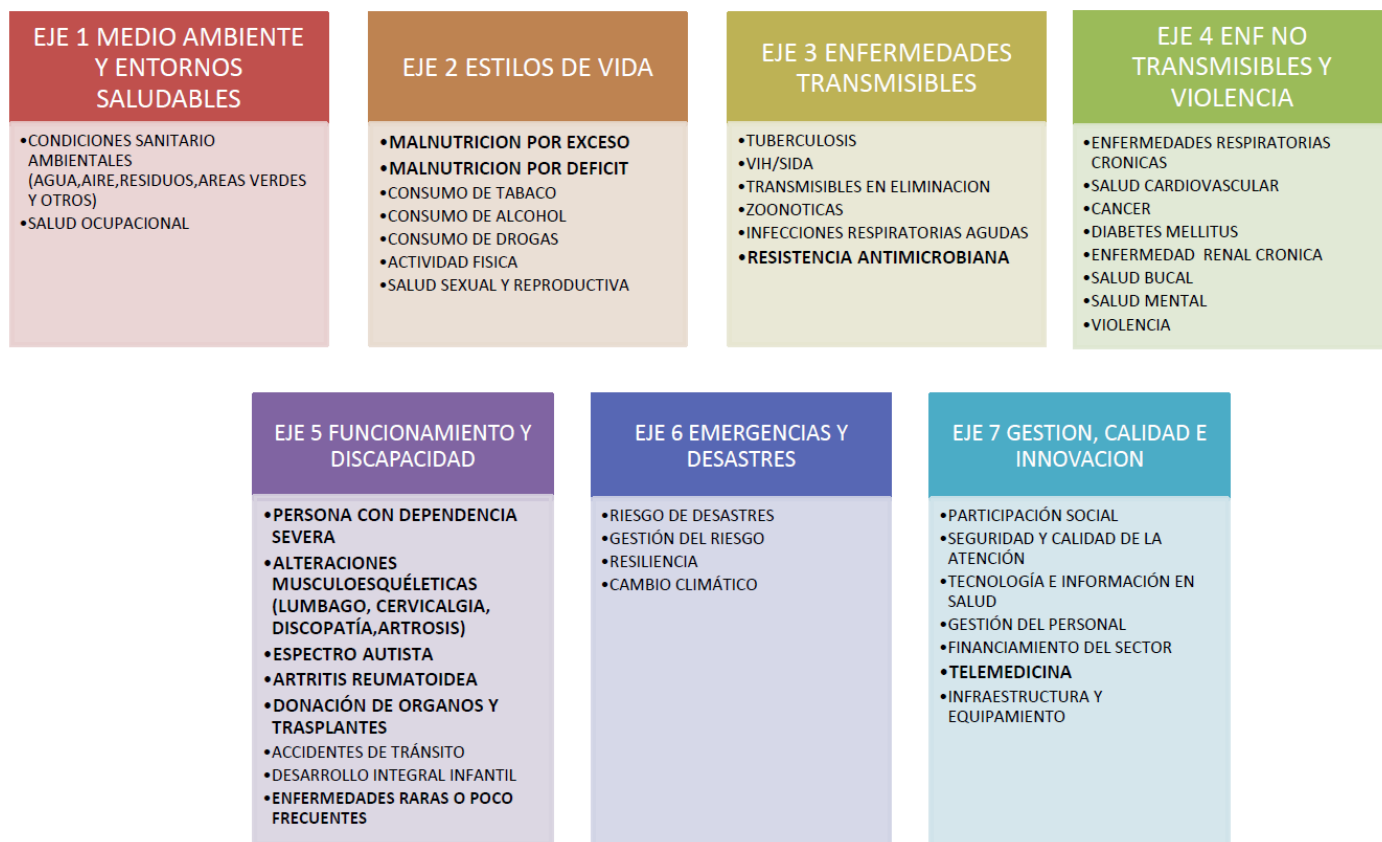 EJE 1 MEDIO AMBIENTE
Y ENTORNOS
SALUDABLES
•CONDICIONES SANITARIO
AMBIENTALES
(AGUA,AIRE,RESIDUOS,AREAS VERDES
Y OTROS)
•SALUD OCUPACIONAL
EJE 2 ESTILOS DE VIDA
•MALNUTRICION POR EXCESO
•MALNUTRICION POR DEFICIT
•CONSUMO DE TABACO
•CONSUMO DE ALCOHOL
•CONSUMO DE DROGAS
•ACTIVIDAD FISICA
•SALUD SEXUAL Y REPRODUCTIVA
EJE 3 ENFERMEDADES
TRANSMISIBLES
•TUBERCULOSIS
•VIH/SIDA
•TRANSMISIBLES EN ELIMINACION
•ZOONOTICAS
•INFECCIONES RESPIRATORIAS AGUDAS
•RESISTENCIA ANTIMICROBIANA
EJE 4 ENF NO
TRANSMISIBLES Y
VIOLENCIA
•ENFERMEDADES RESPIRATORIAS
CRONICAS
•SALUD CARDIOVASCULAR
•CANCER
•DIABETES MELLITUS
•ENFERMEDAD RENAL CRONICA
•SALUD BUCAL
•SALUD MENTAL
•VIOLENCIA
EJE 5 FUNCIONAMIENTO Y
DISCAPACIDAD
•PERSONA CON DEPENDENCIA
SEVERA
•ALTERACIONES
MUSCULOESQUÉLETICAS
(LUMBAGO, CERVICALGIA,
DISCOPATÍA,ARTROSIS)
•ESPECTRO AUTISTA
•ARTRITIS REUMATOIDEA
•DONACIÓN DE ORGANOS Y
TRASPLANTES
•ACCIDENTES DE TRÁNSITO
•DESARROLLO INTEGRAL INFANTIL
•ENFERMEDADES RARAS O POCO
FRECUENTES
EJE 6 EMERGENCIAS Y
DESASTRES
•RIESGO DE DESASTRES
•GESTIÓN DEL RIESGO
•RESILIENCIA
•CAMBIO CLIMÁTICO
EJE 7 GESTION, CALIDAD E
INNOVACION
•PARTICIPACIÓN SOCIAL
•SEGURIDAD Y CALIDAD DE LA
ATENCIÓN
•TECNOLOGÍA E INFORMACIÓN EN
SALUD
•GESTIÓN DEL PERSONAL
•FINANCIAMIENTO DEL SECTOR
•TELEMEDICINA
•INFRAESTRUCTURA Y
EQUIPAMIENTO